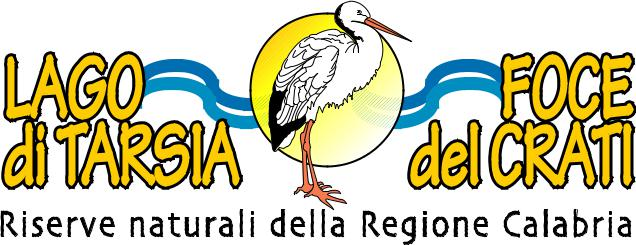 LAGO
di TARSIA
FOCE
del CRATI
Riserve naturali della Regione Calabria